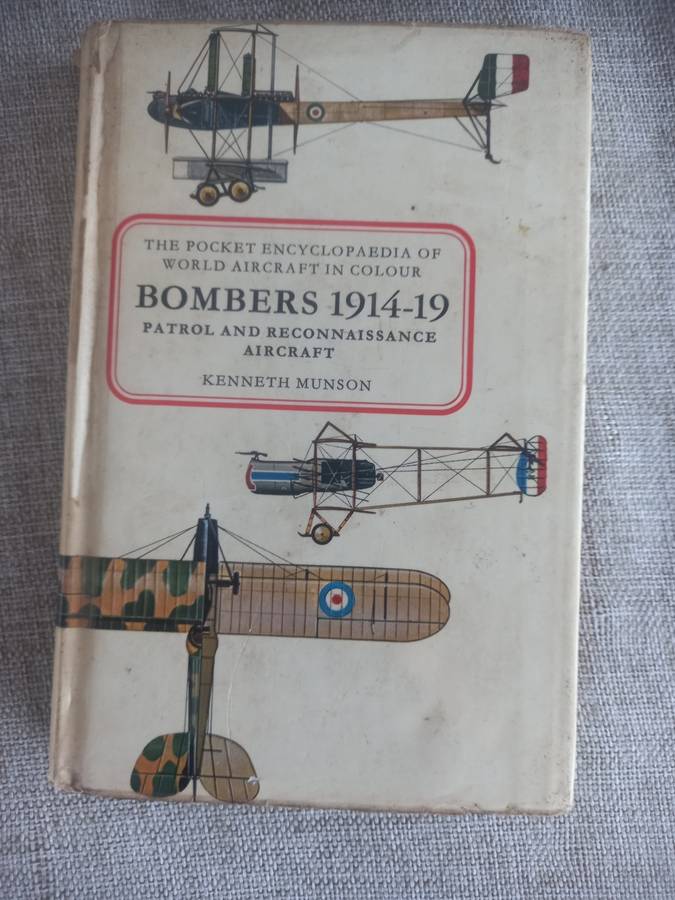 THE POCKET ENCYCLOPAEDIA OF
WORLD AIRCRAFT IN COLOUR
BOMBERS 1914-19
PATROL AND RECONNAISSANCE
AIRCRAFT
KENNETH MUNSON